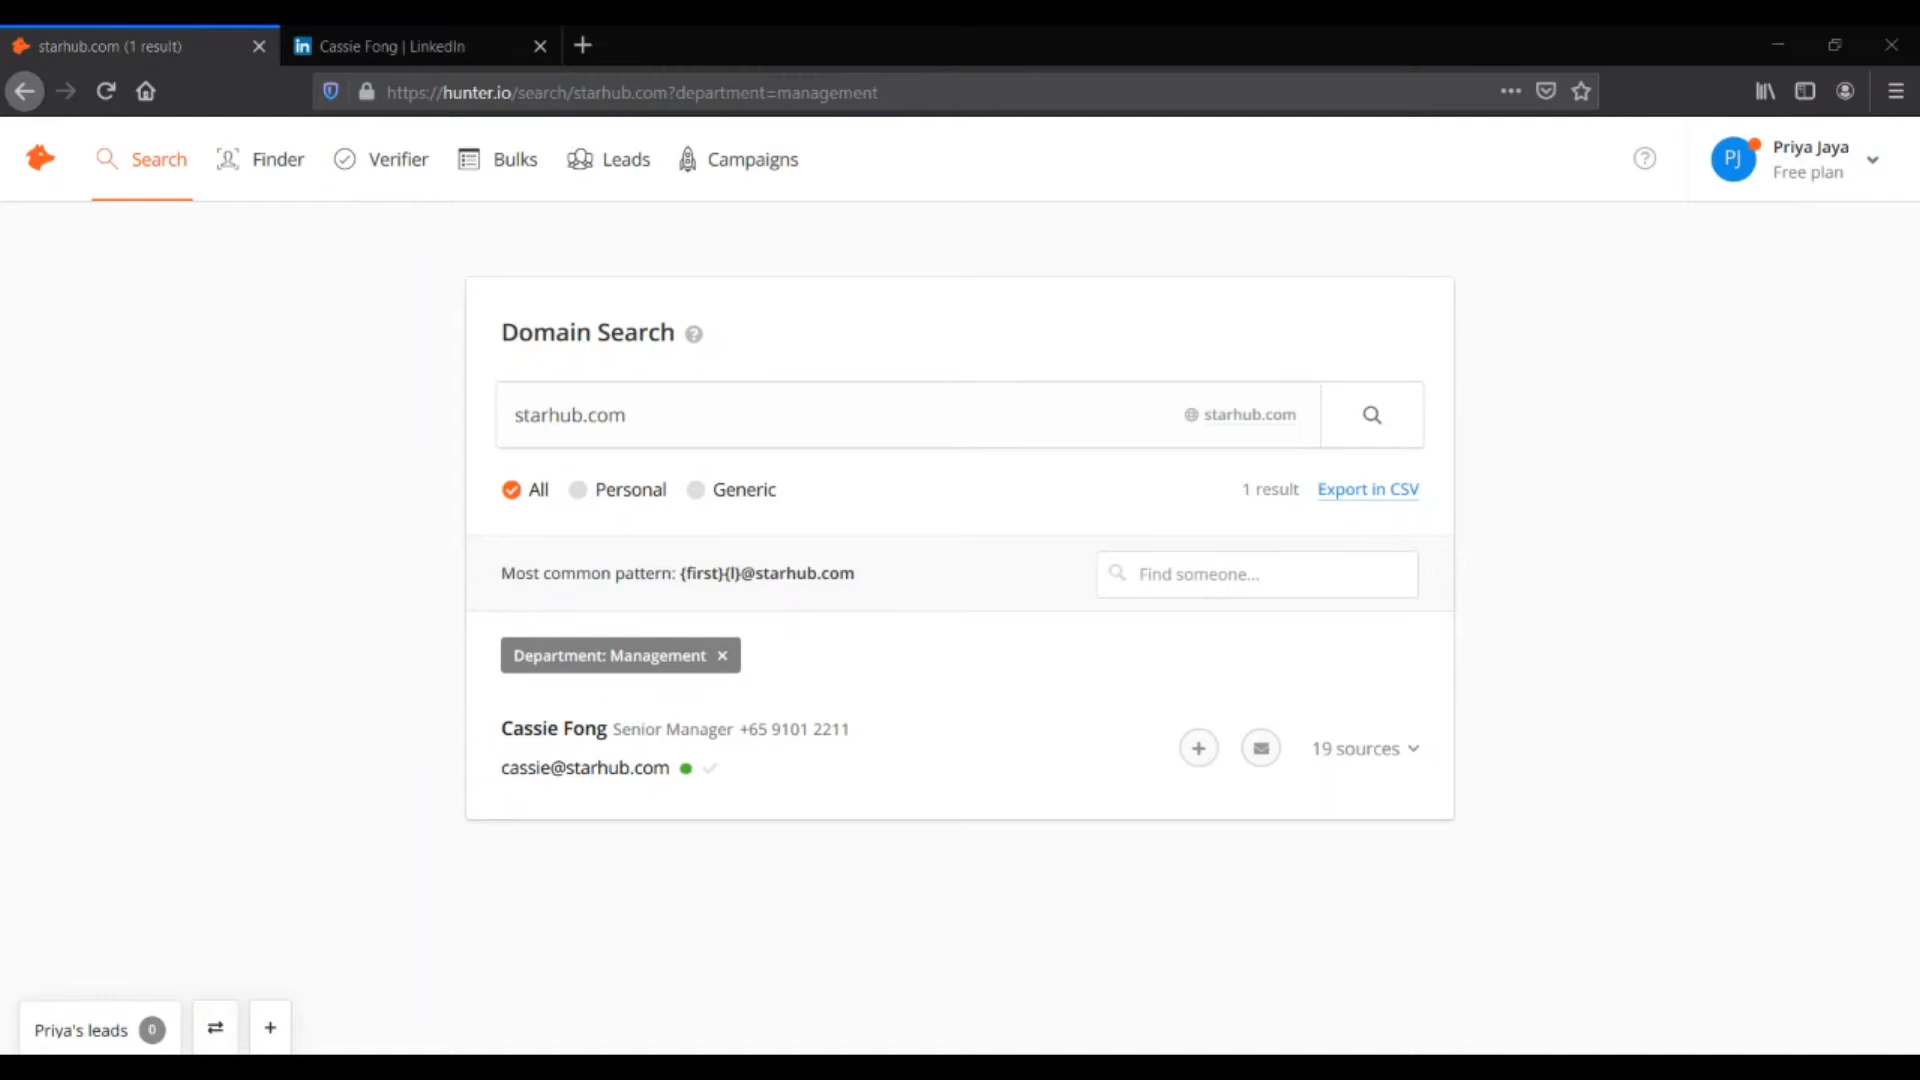 starhub.com (1 result)
in Cassie Fong | LinkedIn
https://hunter.io/search/starhub.com?department=management
Search
Finder
Verifier
Bulks
Leads
Campaigns
?
PJ
Priya Jaya
Free plan
Domain Search ?
starhub.com
starhub.com
All
Personal
Generic
1 result
Export in CSV
Most common pattern: {first}{l}@starhub.com
Find someone...
Department: Management ×
Cassie Fong Senior Manager +65 9101 2211
cassie@starhub.com
19 sources
Priya's leads 0